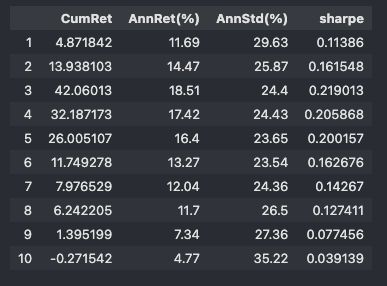 CumRet AnnRet(%) AnnStd(%) sharpe
1 4.871842 11.69 29.63 0.11386
2 13.938103 14.47 25.87 0.161548
3 42.06013 18.51 24.4 0.219013
4 32.187173 17.42 24.43 0.205868
5 26.005107 16.4 23.65 0.200157
6 11.749278 13.27 23.54 0.162676
7 7.976529 12.04 24.36 0.14267
8 6.242205 11.7 26.5 0.127411
9 1.395199 7.34 27.36 0.077456
10 -0.271542 4.77 35.22 0.039139